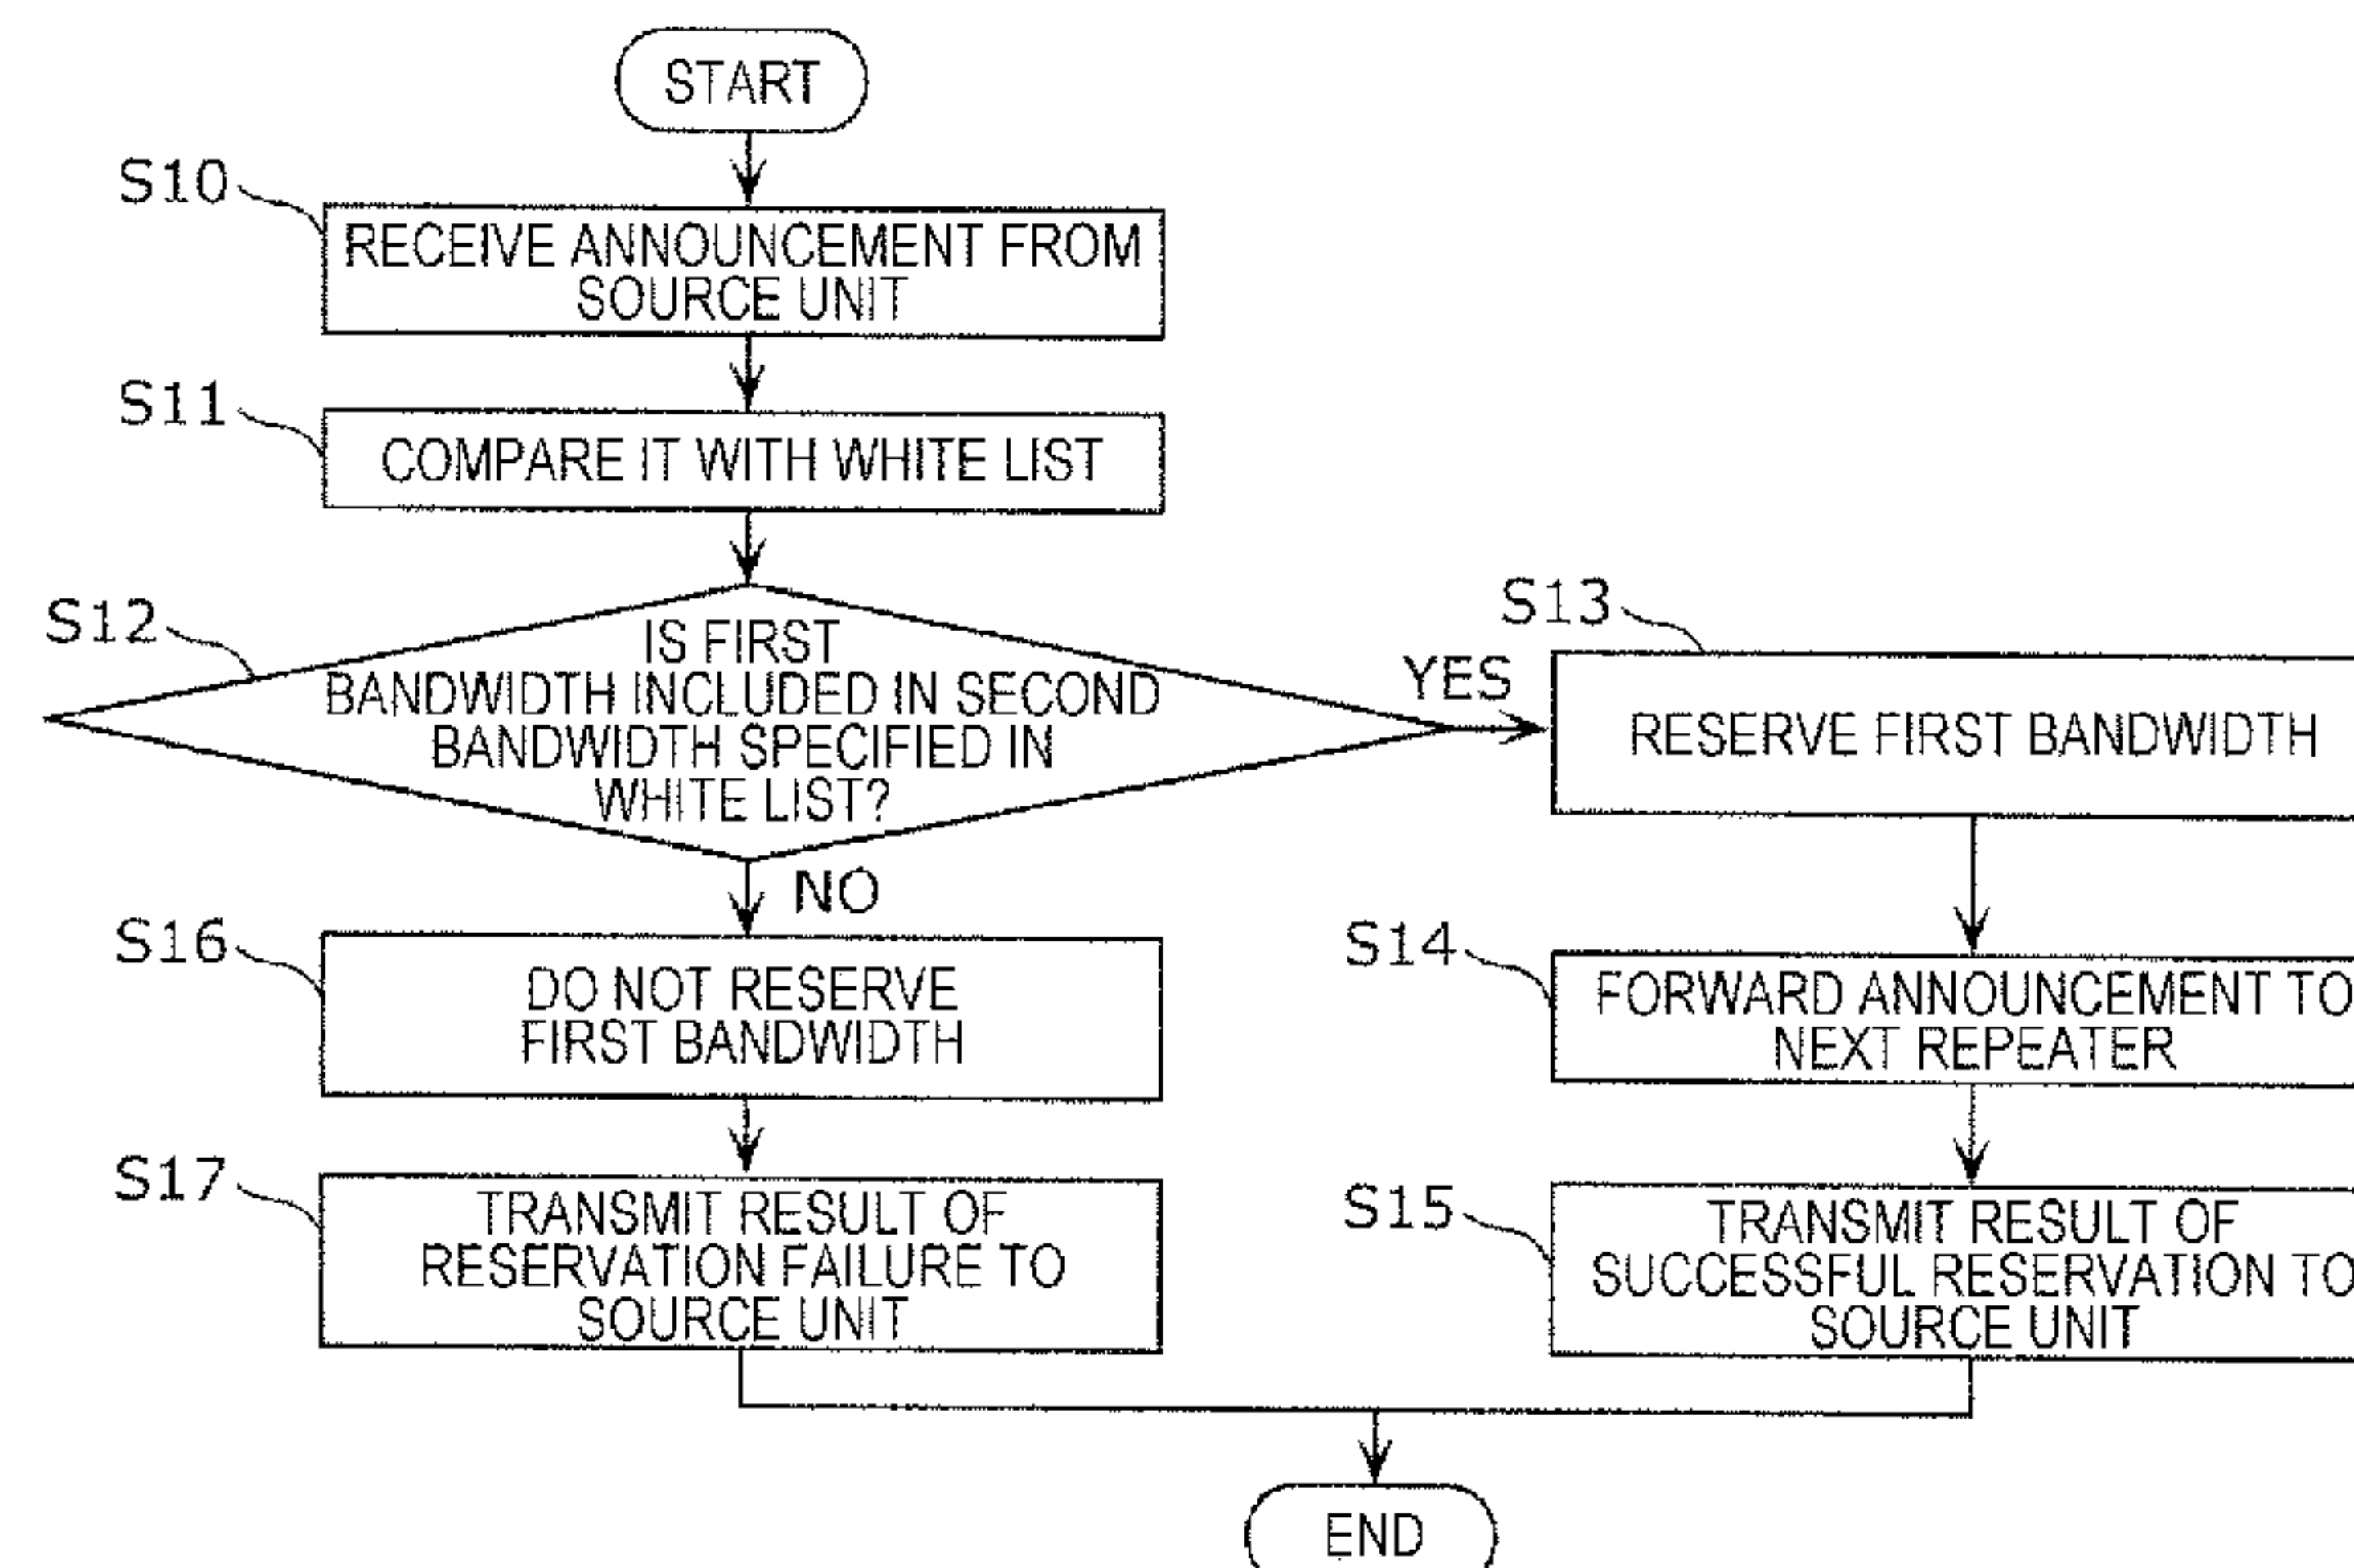 START
S10
RECEIVE ANNOUNCEMENT FROM
SOURCE UNIT
S11
COMPARE IT WITH WHITE LIST
S12
IS FIRST
BANDWIDTH INCLUDED IN SECOND
BANDWIDTH SPECIFIED IN
WHITE LIST?
YES
S13
RESERVE FIRST BANDWIDTH
NO
S16
DO NOT RESERVE
FIRST BANDWIDTH
S14
FORWARD ANNOUNCEMENT TO
NEXT REPEATER
S17
TRANSMIT RESULT OF
RESERVATION FAILURE TO
SOURCE UNIT
S15
TRANSMIT RESULT OF
SUCCESSFUL RESERVATION TO
SOURCE UNIT
END